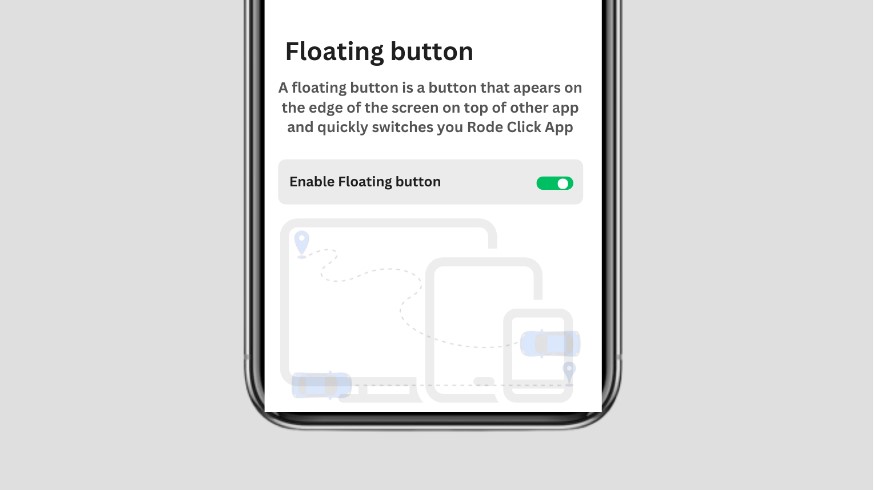 Floating button
A floating button is a button that apears on
the edge of the screen on top of other app
and quickly switches you Rode Click App
Enable Floating button